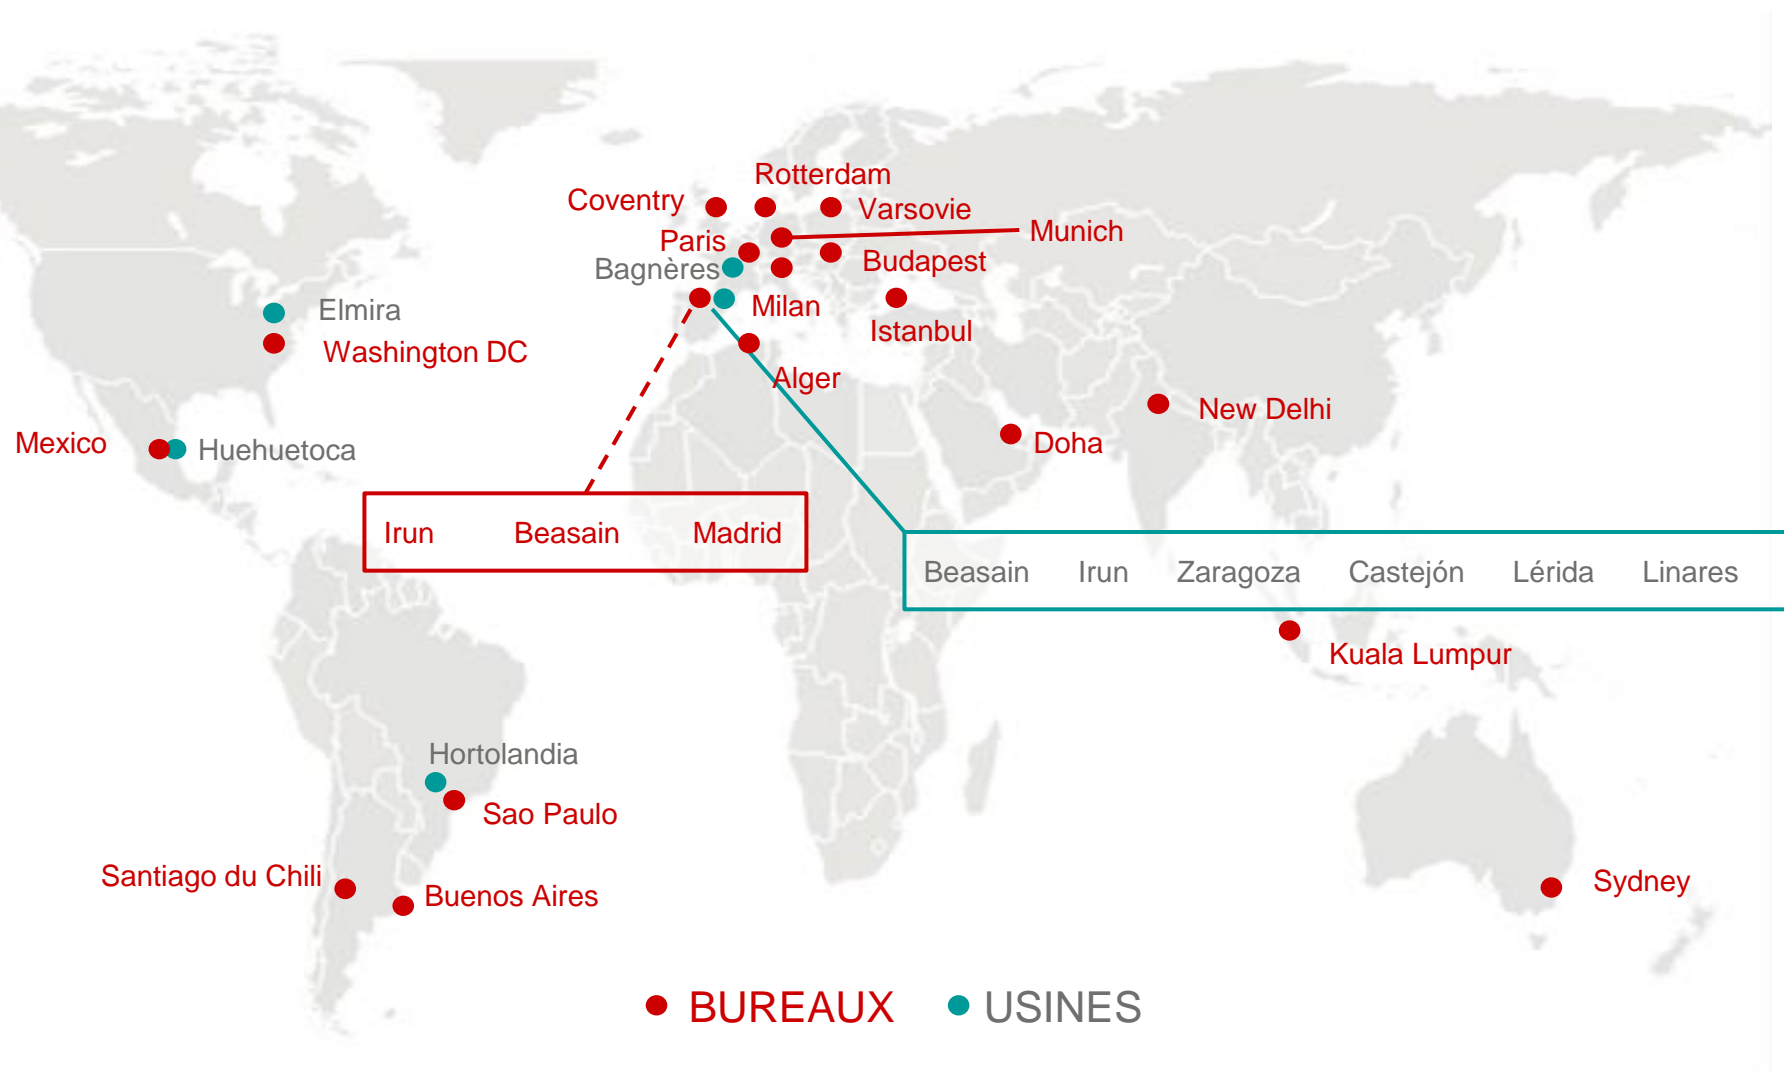 Rotterdam
Coventry
Varsovie
Munich
Paris
Budapest
Bagnères
Milan
Elmira
Istanbul
Washington DC
Alger
New Delhi
Mexico
Huehuetoca
Doha
Irun Beasain Madrid
Beasain Irun Zaragoza Castejón Lérida Linares
Kuala Lumpur
Hortolandia
Sao Paulo
Santiago du Chili
Buenos Aires
Sydney
BUREAUX USINES